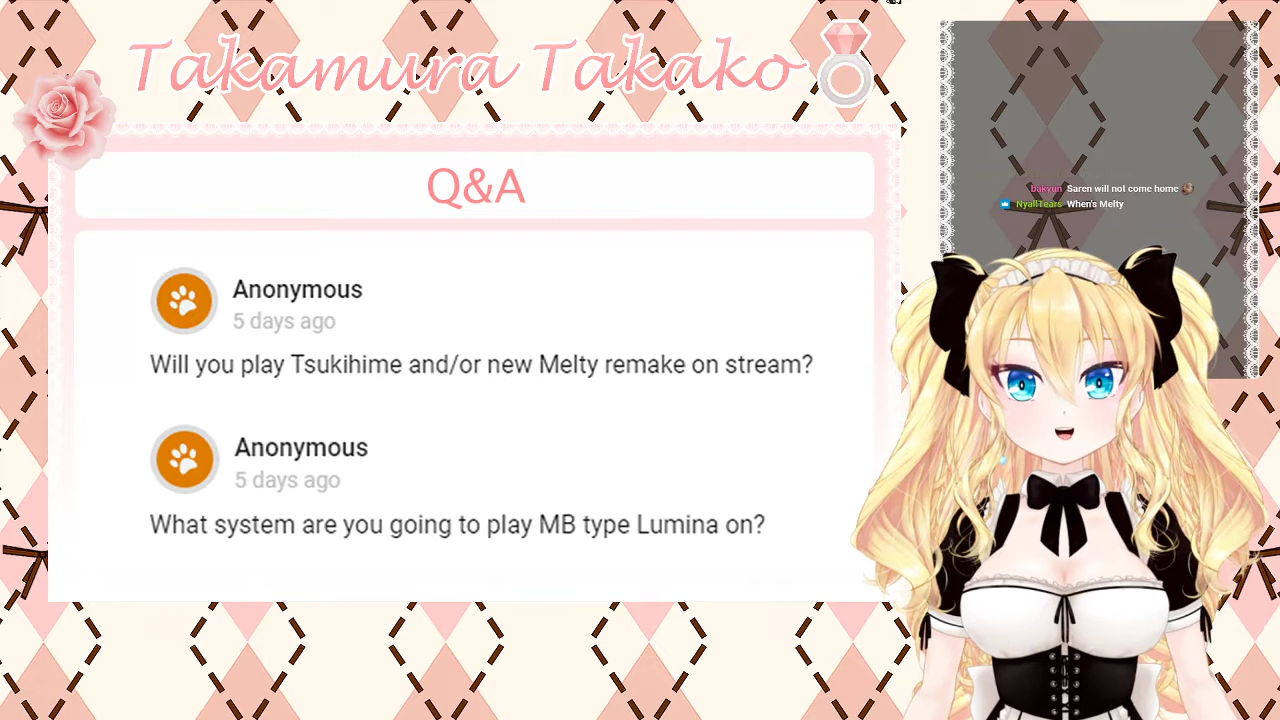 Takamura Takako
Q&A
Anonymous
5 days ago
Will you play Tsukihime and/or new Melty remake on stream?
Anonymous
5 days ago
What system are you going to play MB type Lumina on?
bakyun Saren will not come home
NyallTears When's Melty